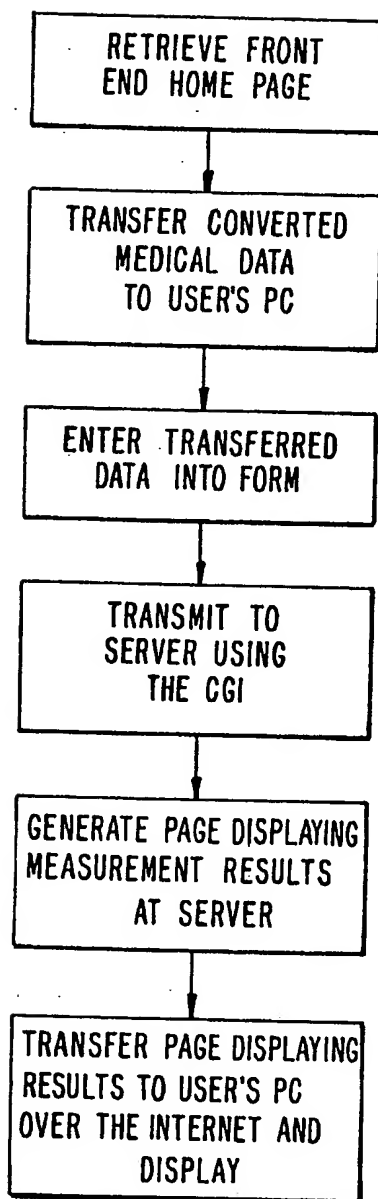 RETRIEVE FRONT
END HOME PAGE
TRANSFER CONVERTED
MEDICAL DATA
TO USER'S PC
ENTER TRANSFERRED
DATA INTO FORM
TRANSMIT TO
SERVER USING
THE CGI
GENERATE PAGE DISPLAYING
MEASUREMENT RESULTS
AT SERVER
TRANSFER PAGE DISPLAYING
RESULTS TO USER'S PC
OVER THE INTERNET AND
DISPLAY